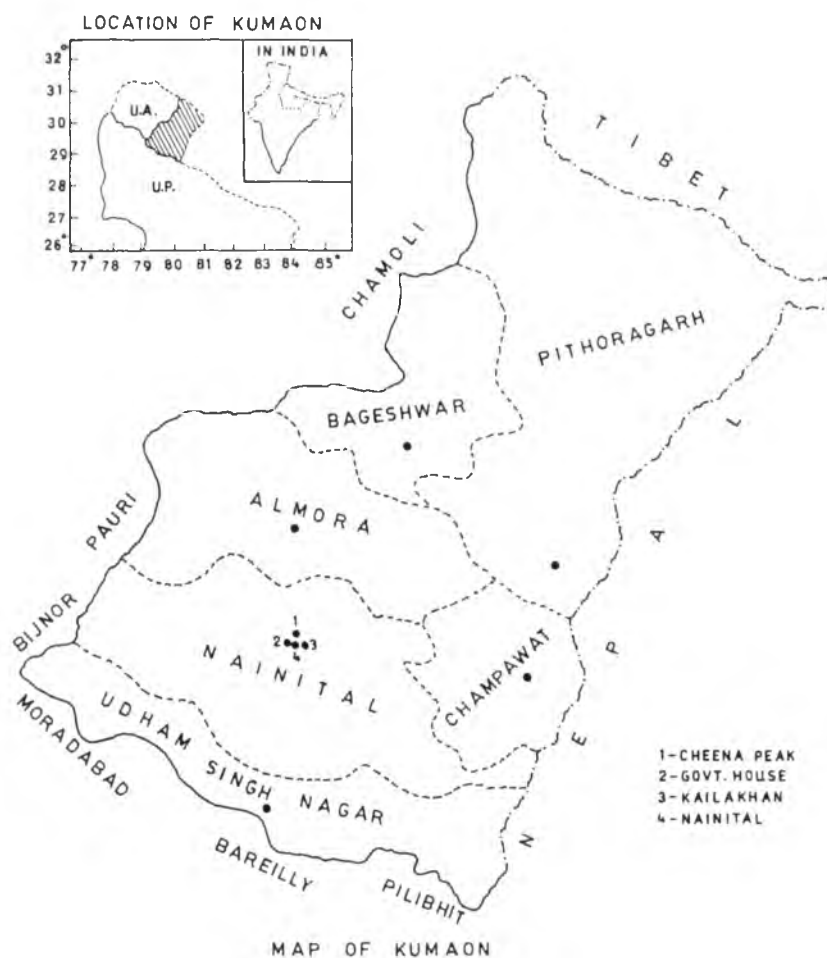 LOCATION OF KUMAON
IN INDIA
32°
31
30
29
28
27
26°
U.A.
U.P.
77° 78 79 80 81 82 83 84 85°
TIBET
CHAMOLI
PITHORAGARH
BAGESHWAR
ALMORA
PAURI
BIJNOR
NAINITAL
1
2 3
4
CHAMPAWAT
NEPAL
UDHAM SINGH NAGAR
MORADABAD
BAREILLY
PILIBHIT
1-CHEENA PEAK
2-GOVT. HOUSE
3-KAILAKHAN
4-NAINITAL
MAP OF KUMAON